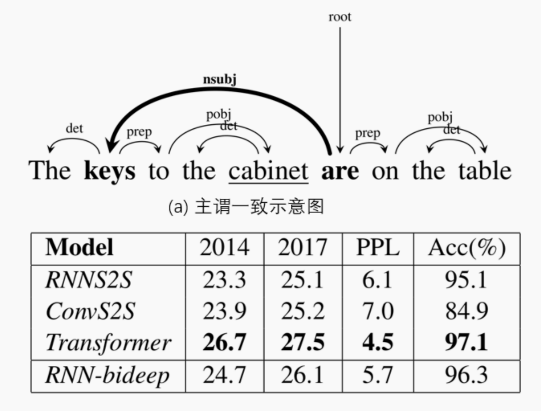 root
nsubj
pobj
pobj
det
prep
det
prep
det
The keys to the cabinet are on the table
(a) 主谓一致示意图
Model 2014 2017 PPL Acc(%)
RNNS2S 23.3 25.1 6.1 95.1
ConvS2S 23.9 25.2 7.0 84.9
Transformer 26.7 27.5 4.5 97.1
RNN-bideep 24.7 26.1 5.7 96.3